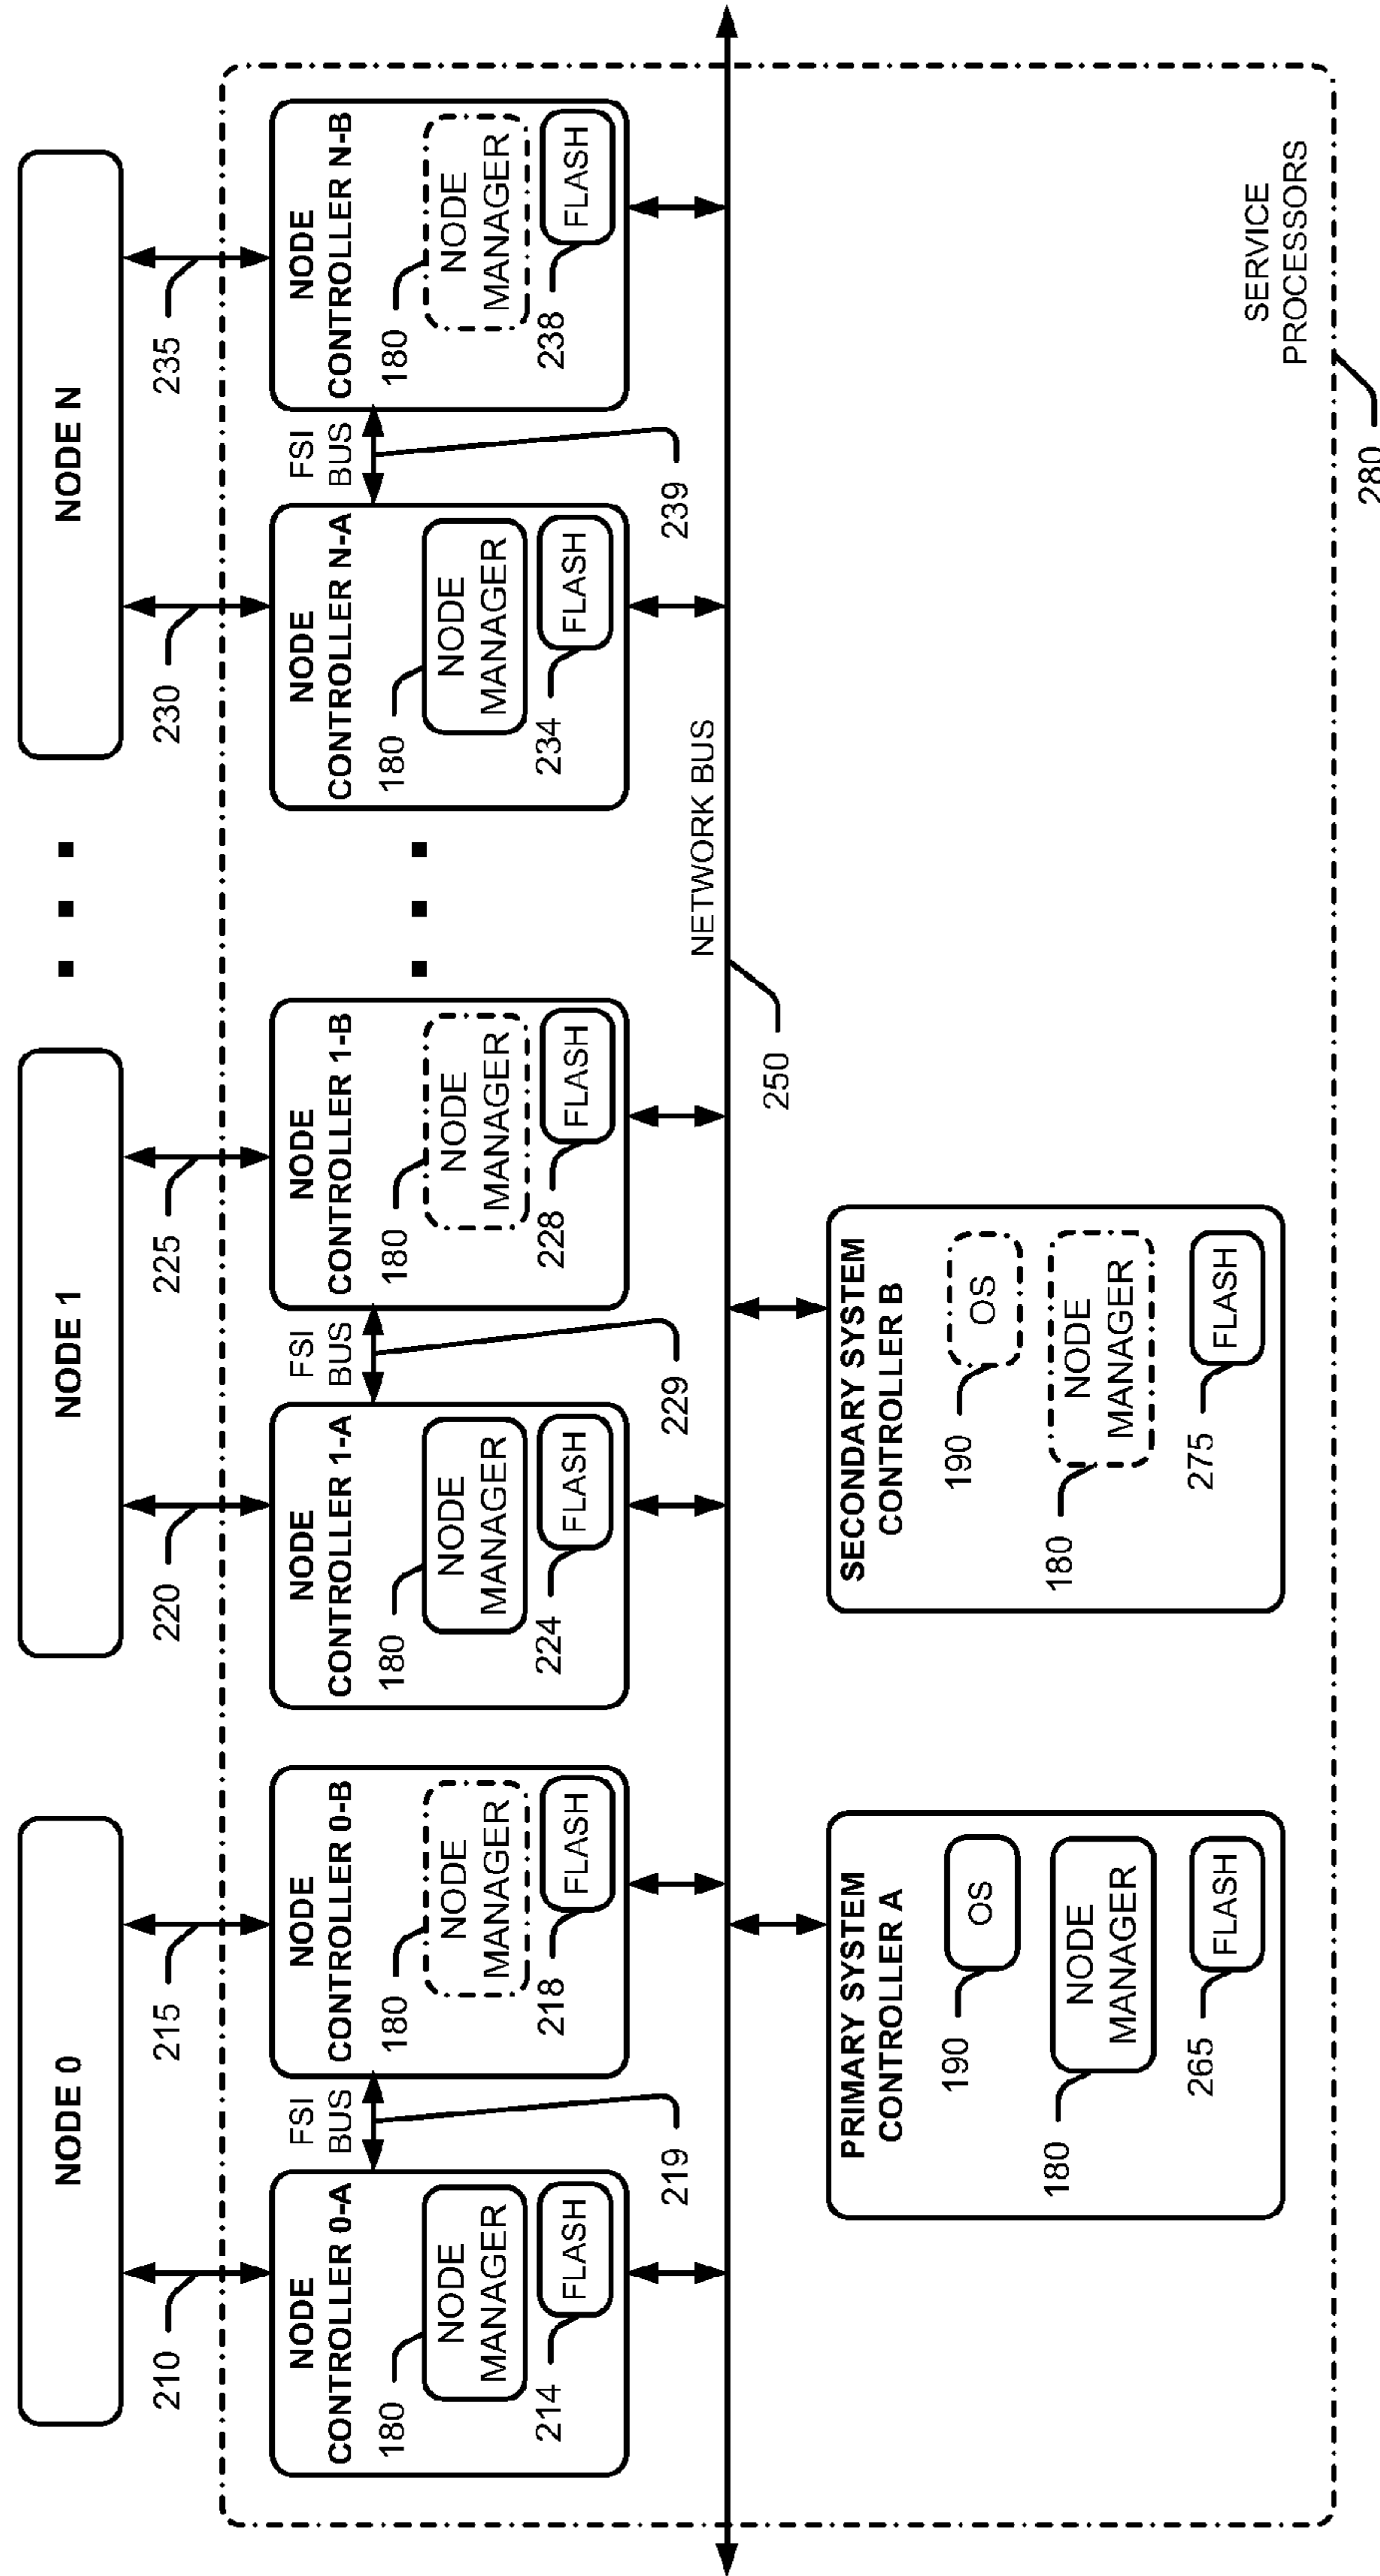 NODE 0
NODE 1
NODE N
210
215
220
225
230
235
NODE
CONTROLLER 0-A
180
NODE
MANAGER
214
FLASH
FSI
BUS
219
NODE
CONTROLLER 0-B
180
NODE
MANAGER
218
FLASH
NODE
CONTROLLER 1-A
180
NODE
MANAGER
224
FLASH
FSI
BUS
229
NODE
CONTROLLER 1-B
180
NODE
MANAGER
228
FLASH
NODE
CONTROLLER N-A
180
NODE
MANAGER
234
FLASH
FSI
BUS
239
NODE
CONTROLLER N-B
180
NODE
MANAGER
238
FLASH
NETWORK BUS
250
PRIMARY SYSTEM
CONTROLLER A
190
OS
180
NODE
MANAGER
265
FLASH
SECONDARY SYSTEM
CONTROLLER B
190
OS
180
NODE
MANAGER
275
FLASH
SERVICE
PROCESSORS
280